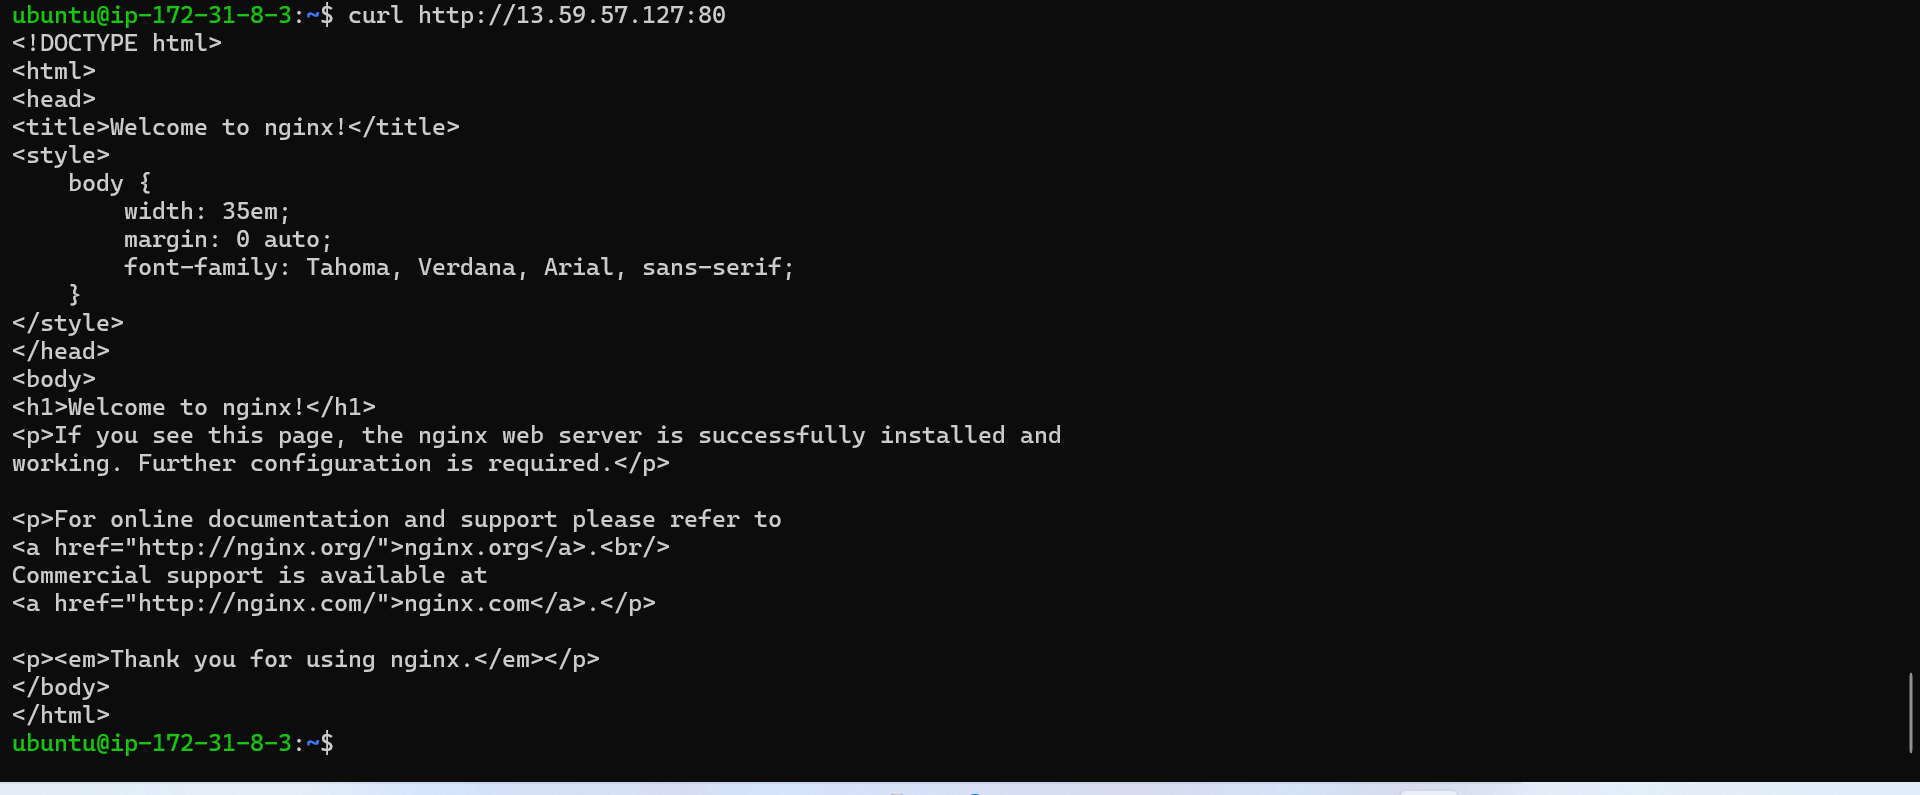 ubuntu@ip-172-31-8-3:~$ curl http://13.59.57.127:80
<!DOCTYPE html>
<html>
<head>
<title>Welcome to nginx!</title>
<style>
    body {
        width: 35em;
        margin: 0 auto;
        font-family: Tahoma, Verdana, Arial, sans-serif;
    }
</style>
</head>
<body>
<h1>Welcome to nginx!</h1>
<p>If you see this page, the nginx web server is successfully installed and
working. Further configuration is required.</p>

<p>For online documentation and support please refer to
<a href="http://nginx.org/">nginx.org</a>.<br/>
Commercial support is available at
<a href="http://nginx.com/">nginx.com</a>.</p>

<p><em>Thank you for using nginx.</em></p>
</body>
</html>
ubuntu@ip-172-31-8-3:~$